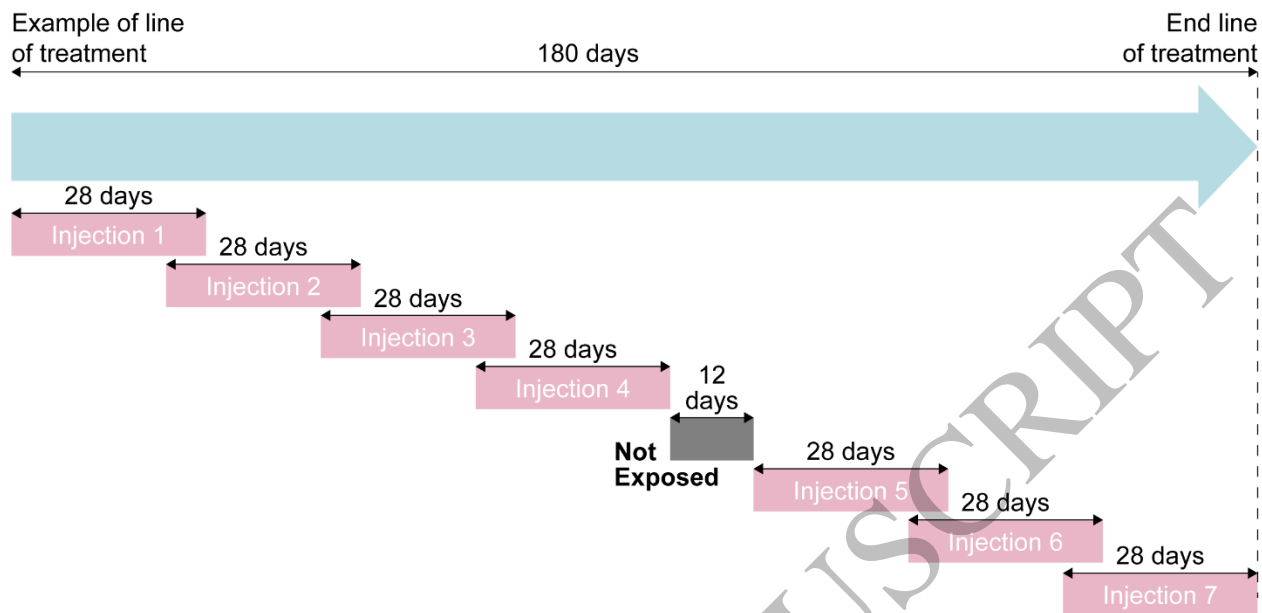 Example of line
of treatment
End line
of treatment
180 days
28 days
Injection 1
28 days
Injection 2
28 days
Injection 3
28 days
Injection 4
12
days
Not
Exposed
28 days
Injection 5
28 days
Injection 6
28 days
Injection 7
USCRIPT